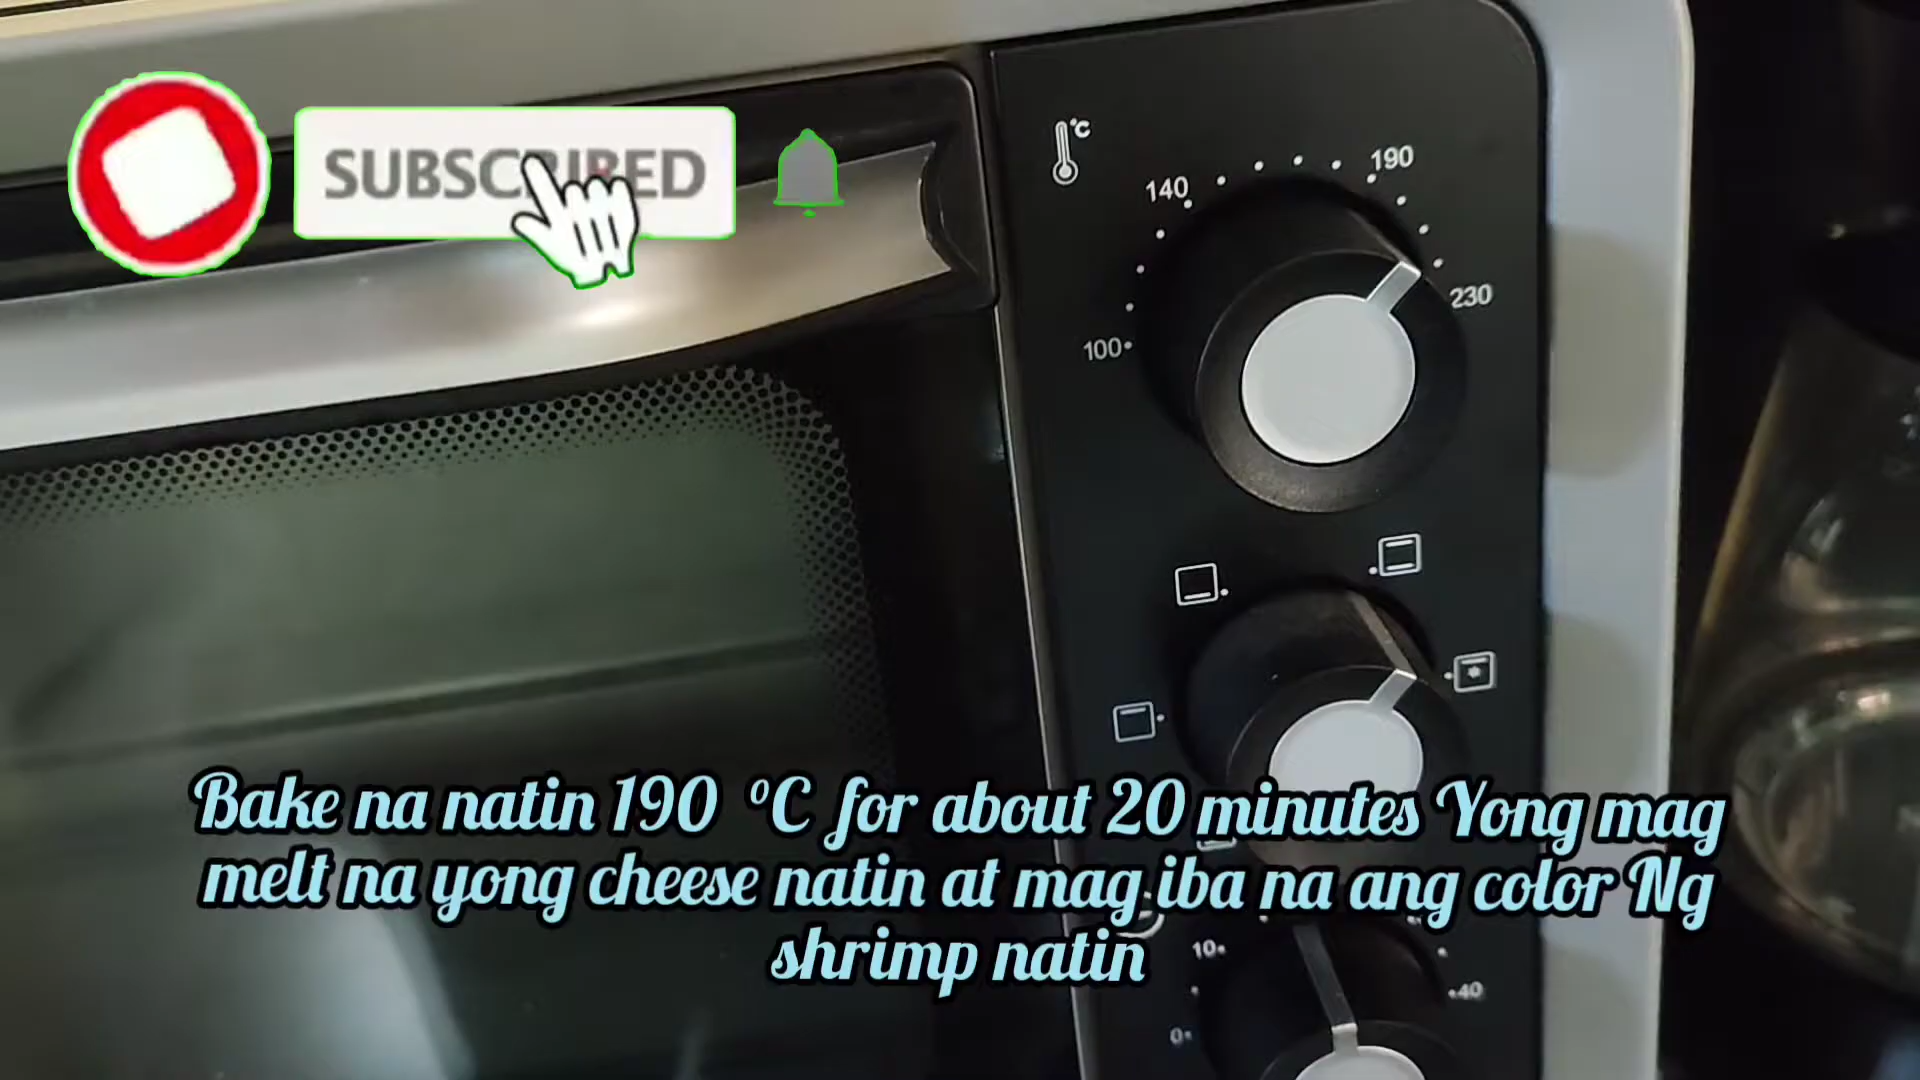 °C
SUBSCRIBED
140
190
230
100
Bake na natin 190 °C for about 20 minutes Yong mag
melt na yong cheese natin at mag iba na ang color Ng
shrimp natin
10
40
0